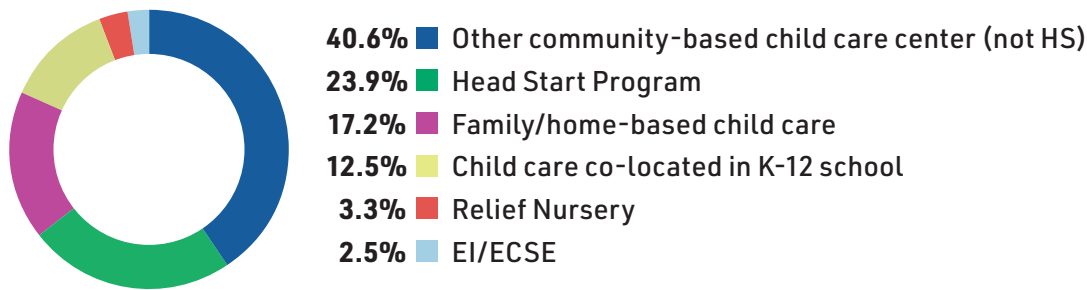 40.6% Other community-based child care center (not HS)
23.9% Head Start Program
17.2% Family/home-based child care
12.5% Child care co-located in K-12 school
3.3% Relief Nursery
2.5% EI/ECSE